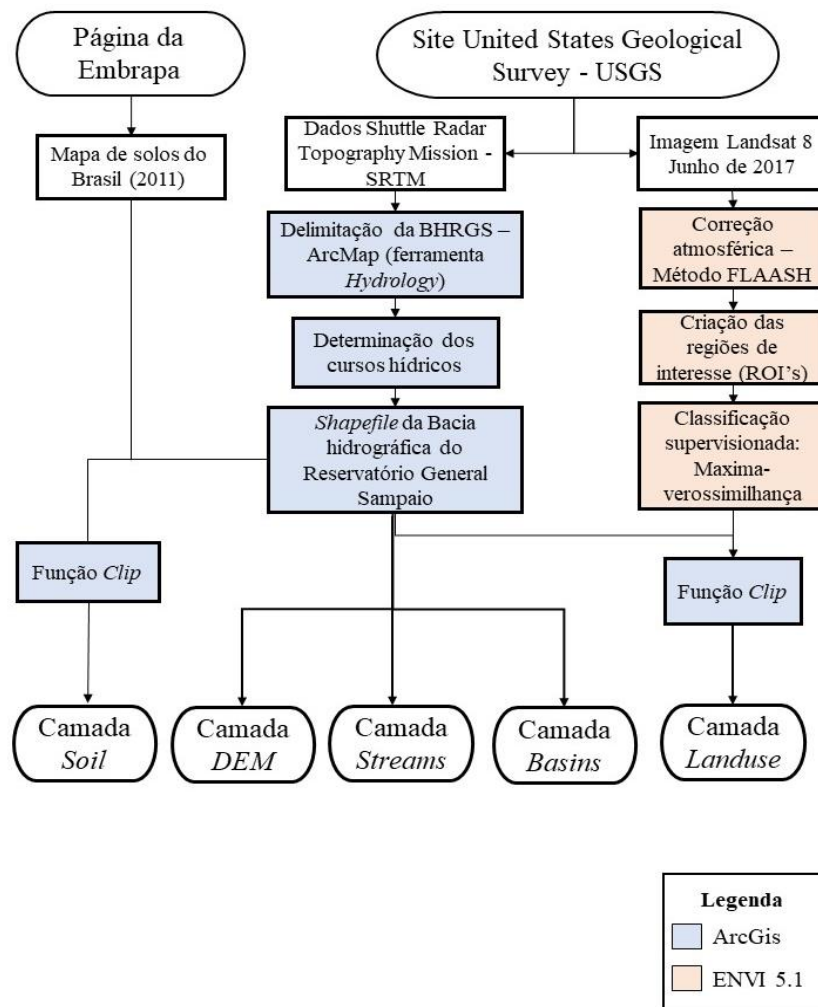 Página da
Embrapa
Site United States Geological
Survey - USGS
Mapa de solos do
Brasil (2011)
Dados Shuttle Radar
Topography Mission -
SRTM
Imagem Landsat 8
Junho de 2017
Delimitação da BHRGS –
ArcMap (ferramenta
Hydrology)
Correção
atmosférica –
Método FLAASH
Determinação dos
cursos hídricos
Criação das
regiões de
interesse (ROI's)
Shapefile da Bacia
hidrográfica do
Reservatório General
Sampaio
Classificação
supervisionada:
Maxima-
verossimilhança
Função Clip
Função Clip
Camada
Soil
Camada
DEM
Camada
Streams
Camada
Basins
Camada
Landuse
Legenda
ArcGis
ENVI 5.1